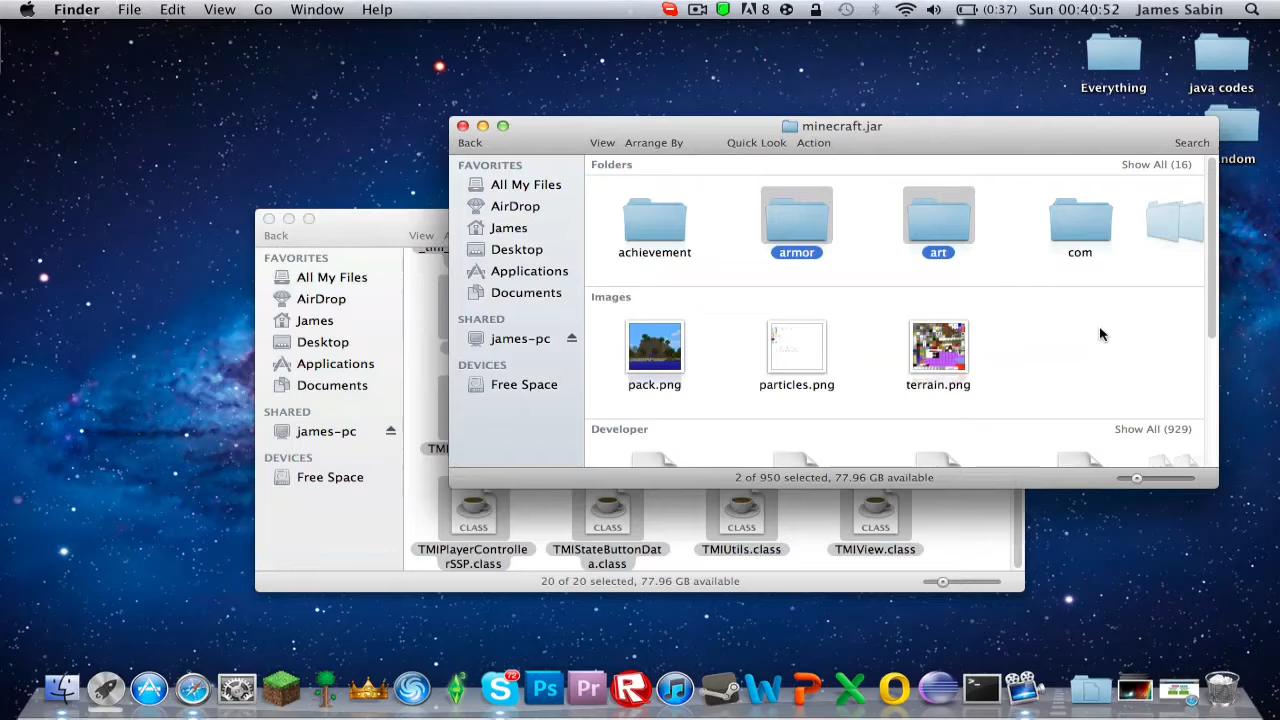 Finder File Edit View Go Window Help 8 (0:37) Sun 00:40:52 James Sabin
Everything
java codes
ndom
minecraft.jar
Back View Arrange By Quick Look Action Search
FAVORITES
All My Files
AirDrop
James
Desktop
Applications
Documents
SHARED
james-pc
DEVICES
Free Space
Folders Show All (16)
achievement armor art com
Images
pack.png particles.png terrain.png
Developer Show All (929)
2 of 950 selected, 77.96 GB available
Back View A
FAVORITES
All My Files
AirDrop
James
Desktop
Applications
Documents
SHARED
james-pc
DEVICES
Free Space
TMI
CLASS CLASS CLASS CLASS
TMIPlayerControlle TMIStateButtonDat TMIUtils.class TMIView.class
rSSP.class a.class
20 of 20 selected, 77.96 GB available
72
Ps Pr